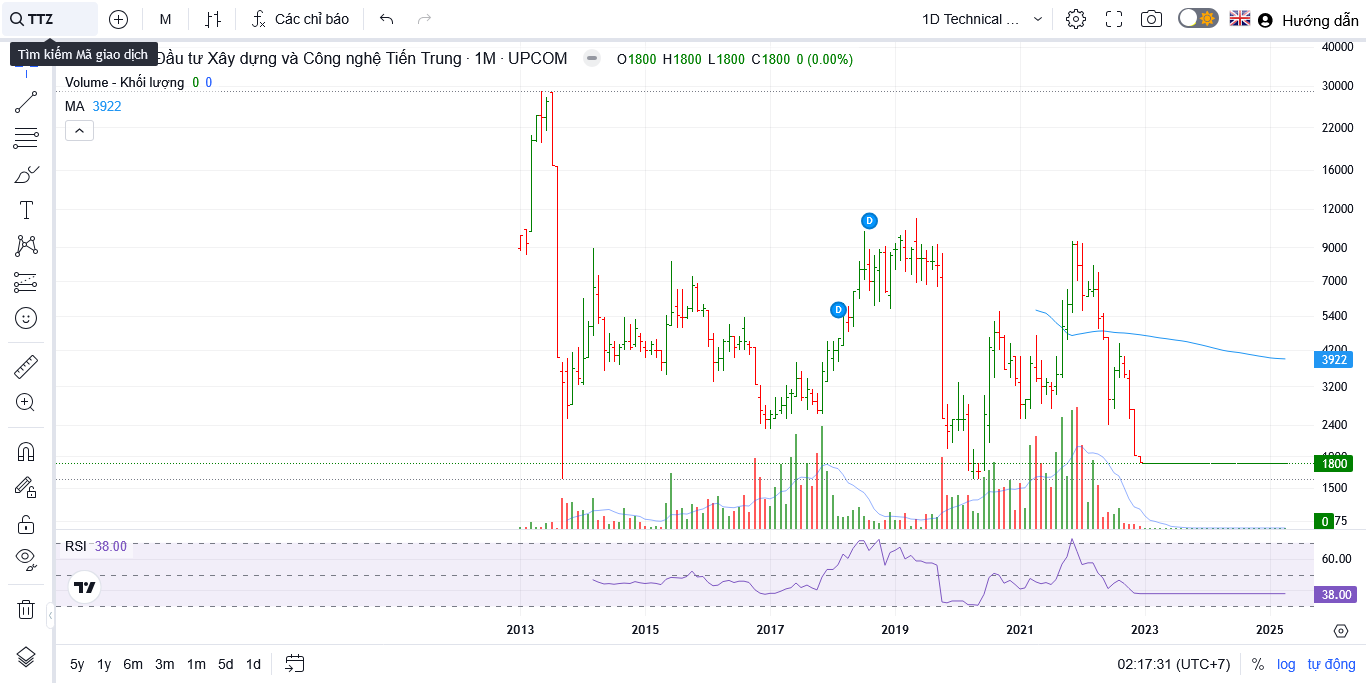 TTZ M Các chỉ báo 1D Technical ... Hướng dẫn
Tìm kiếm Mã giao dịch
Đầu tư Xây dựng và Công nghệ Tiến Trung · 1M · UPCOM O1800 H1800 L1800 C1800 0 (0.00%)
Volume - Khối lượng 0 0
MA 3922
40000
30000
22000
16000
12000
9000
7000
5400
4200
3922
3200
2400
1800
1500
0
75
D
D
RSI 38.00
60.00
38.00
2013 2015 2017 2019 2021 2023 2025
5y 1y 6m 3m 1m 5d 1d 02:17:31 (UTC+7) % log tự động